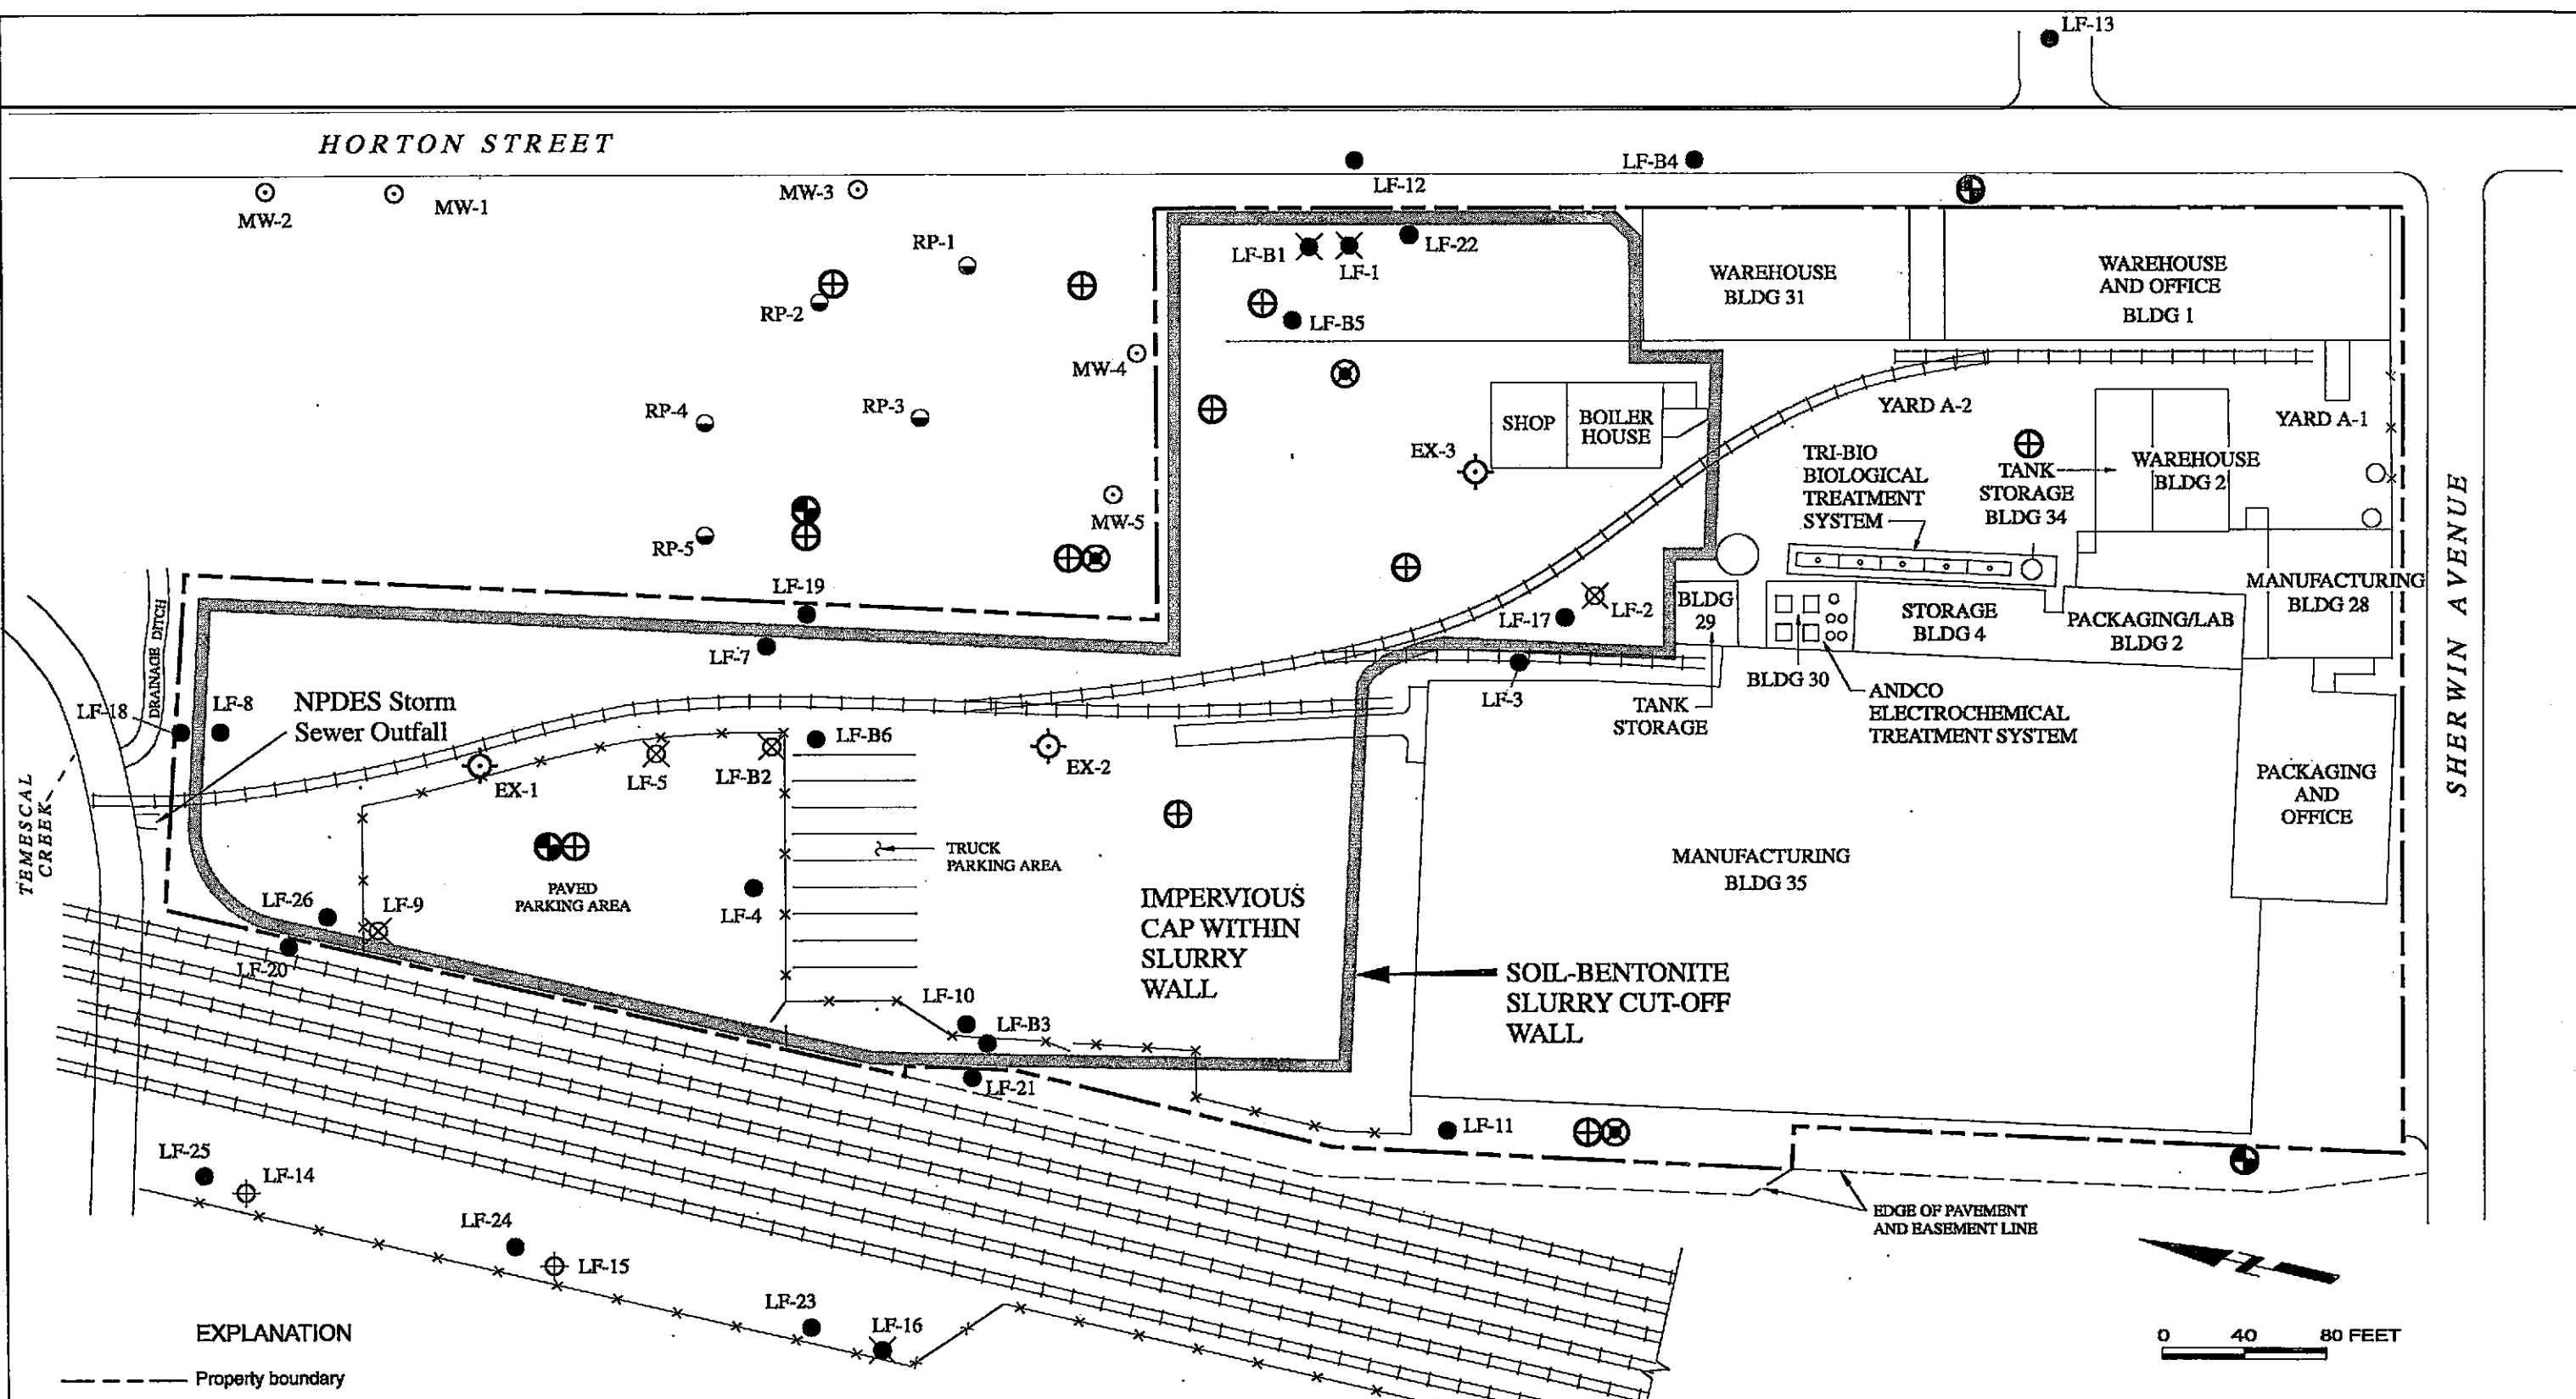 LF-13
HORTON STREET
LF-B4
LF-12
MW-2
MW-1
MW-3
RP-1
LF-B1
LF-1
LF-22
WAREHOUSE
BLDG 31
WAREHOUSE
AND OFFICE
BLDG 1
RP-2
LF-B5
MW-4
RP-4
RP-3
SHOP
BOILER
HOUSE
YARD A-2
YARD A-1
EX-3
TRI-BIO
BIOLOGICAL
TREATMENT
SYSTEM
TANK
STORAGE
BLDG 34
WAREHOUSE
BLDG 2
MW-5
RP-5
LF-19
LF-2
LF-17
BLDG
29
STORAGE
BLDG 4
PACKAGING/LAB
BLDG 2
MANUFACTURING
BLDG 28
SHERWIN AVENUE
DRAINAGE DITCH
LF-7
LF-18
LF-8
NPDES Storm
Sewer Outfall
LF-3
TANK
STORAGE
BLDG 30
ANDCO
ELECTROCHEMICAL
TREATMENT SYSTEM
LF-B6
LF-5
LF-B2
EX-1
EX-2
TEMESCAL
CREEK
PACKAGING
AND
OFFICE
TRUCK
PARKING AREA
MANUFACTURING
BLDG 35
PAVED
PARKING AREA
LF-26
LF-9
LF-4
IMPERVIOUS
CAP WITHIN
SLURRY
WALL
SOIL-BENTONITE
SLURRY CUT-OFF
WALL
LF-20
LF-10
LF-B3
LF-21
LF-11
LF-25
LF-14
LF-24
LF-15
EDGE OF PAVEMENT
AND EASEMENT LINE
LF-23
LF-16
EXPLANATION
Property boundary
0 40 80 FEET